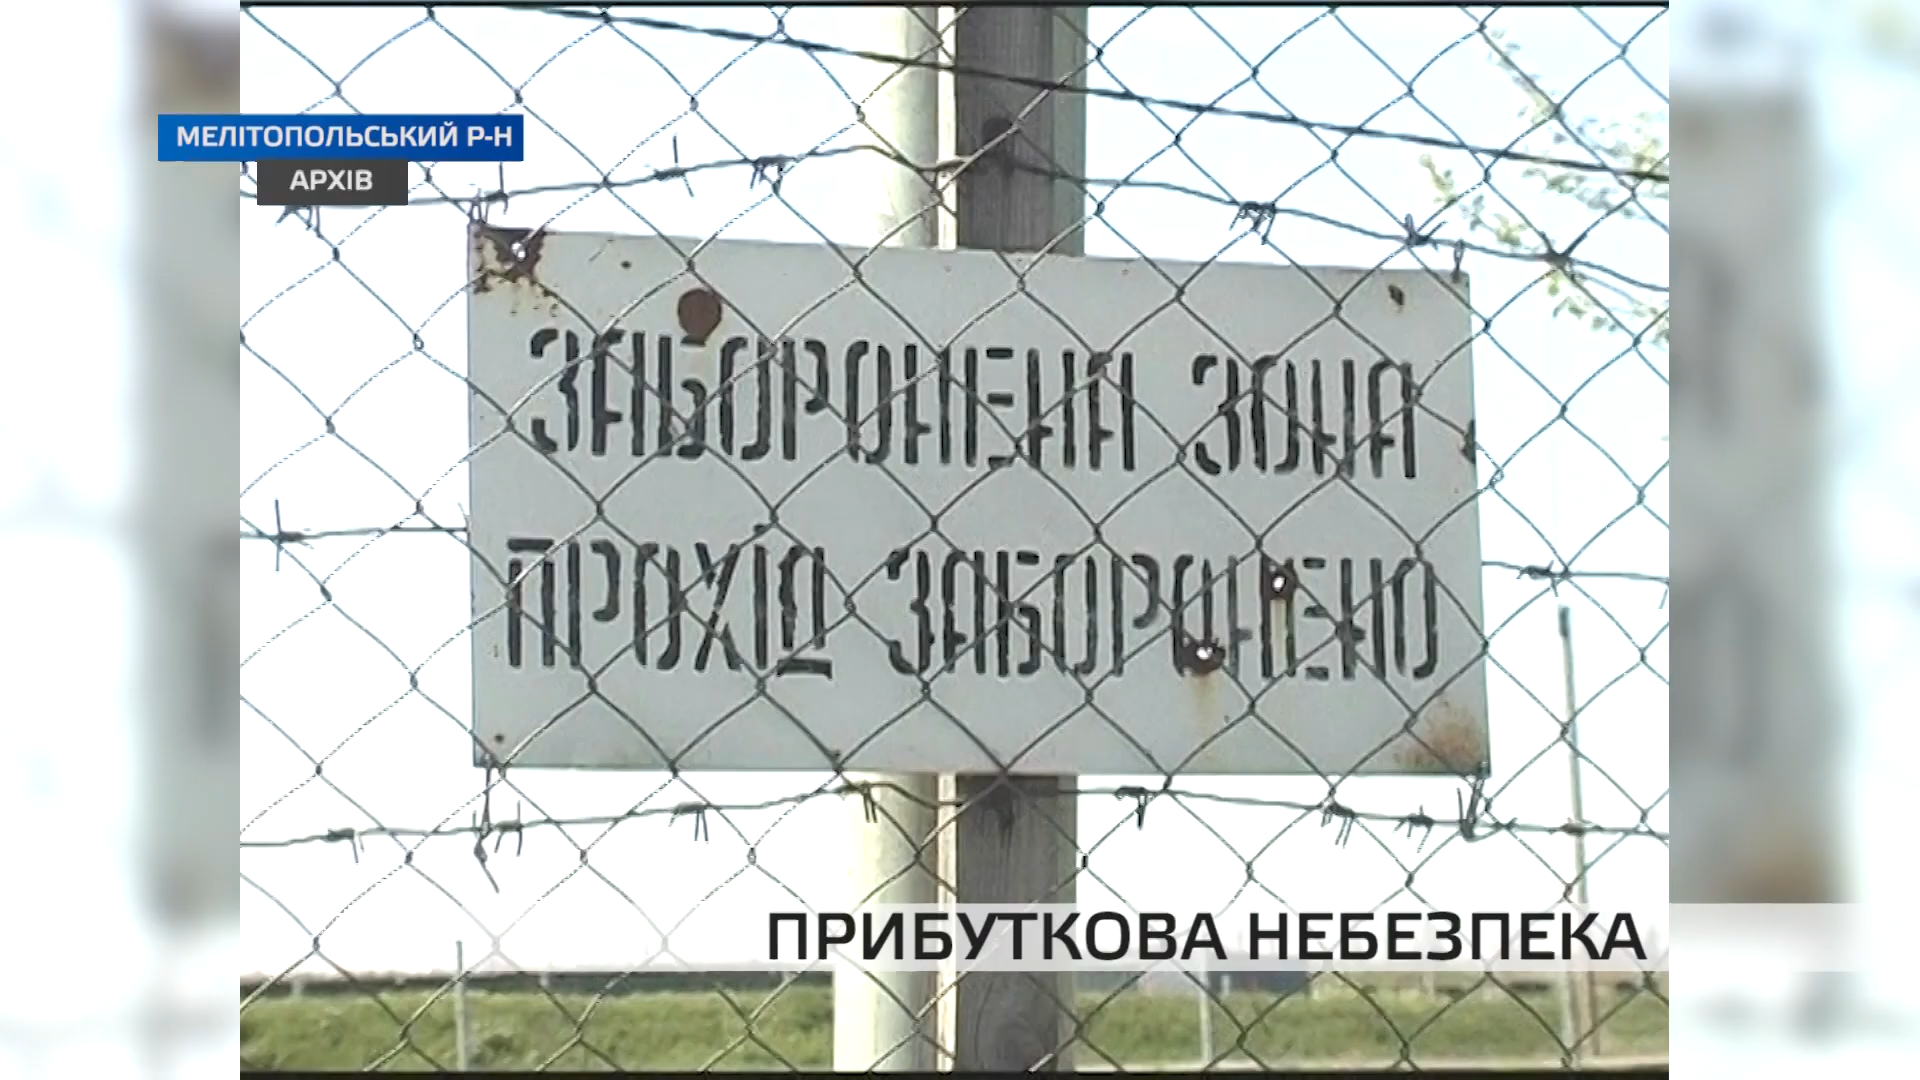 МЕЛІТОПОЛЬСЬКИЙ Р-Н
АРХІВ
ЗАБОРОНЕНА ЗОНА
ПРОХІД ЗАБОРОНЕНО
ПРИБУТКОВА НЕБЕЗПЕКА